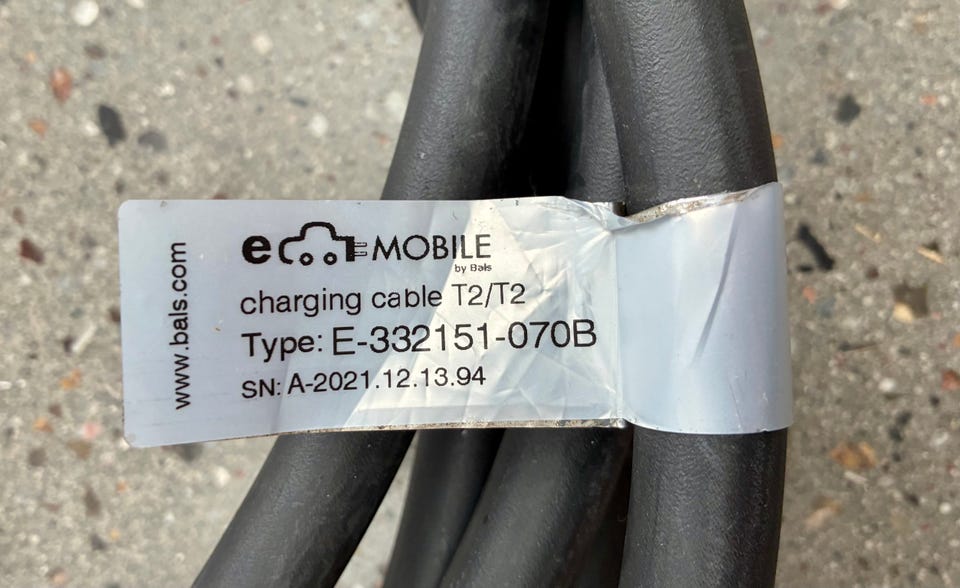 www.bals.com
e MOBILE
by Bals
charging cable T2/T2
Type: E-332151-070B
SN: A-2021.12.13.94